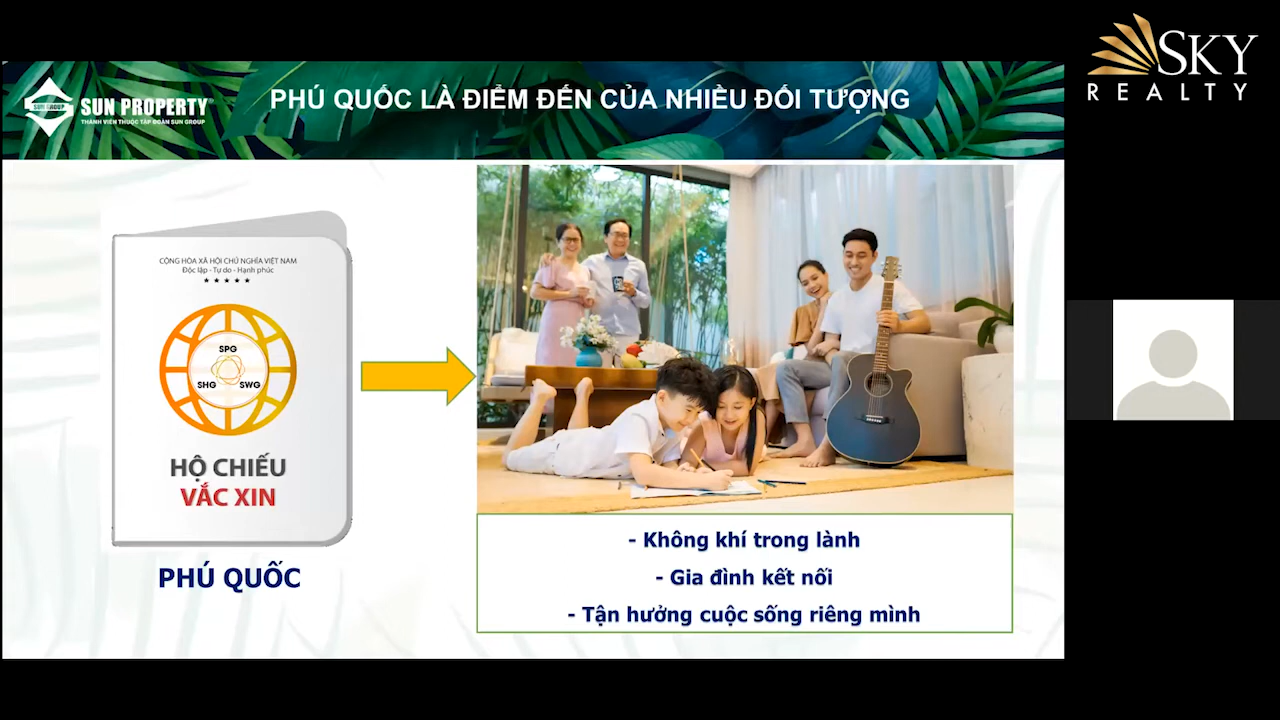 SUN GROUP
SUN PROPERTY
THÀNH VIÊN THUỘC TẬP ĐOÀN SUN GROUP
PHÚ QUỐC LÀ ĐIỂM ĐẾN CỦA NHIỀU ĐỐI TƯỢNG
SKY
REALTY
CỘNG HÒA XÃ HỘI CHỦ NGHĨA VIỆT NAM
Độc lập - Tự do - Hạnh phúc
SPG
SHG SWG
HỘ CHIẾU
VẮC XIN
PHÚ QUỐC
- Không khí trong lành
- Gia đình kết nối
- Tận hưởng cuộc sống riêng mình